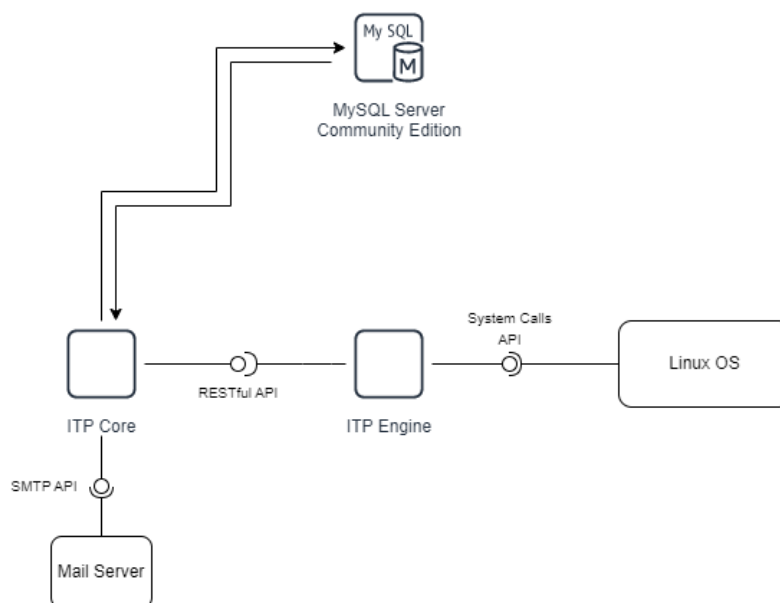 My SQL
M
MySQL Server
Community Edition
System Calls
API
Linux OS
RESTful API
ITP Core
ITP Engine
SMTP API
Mail Server